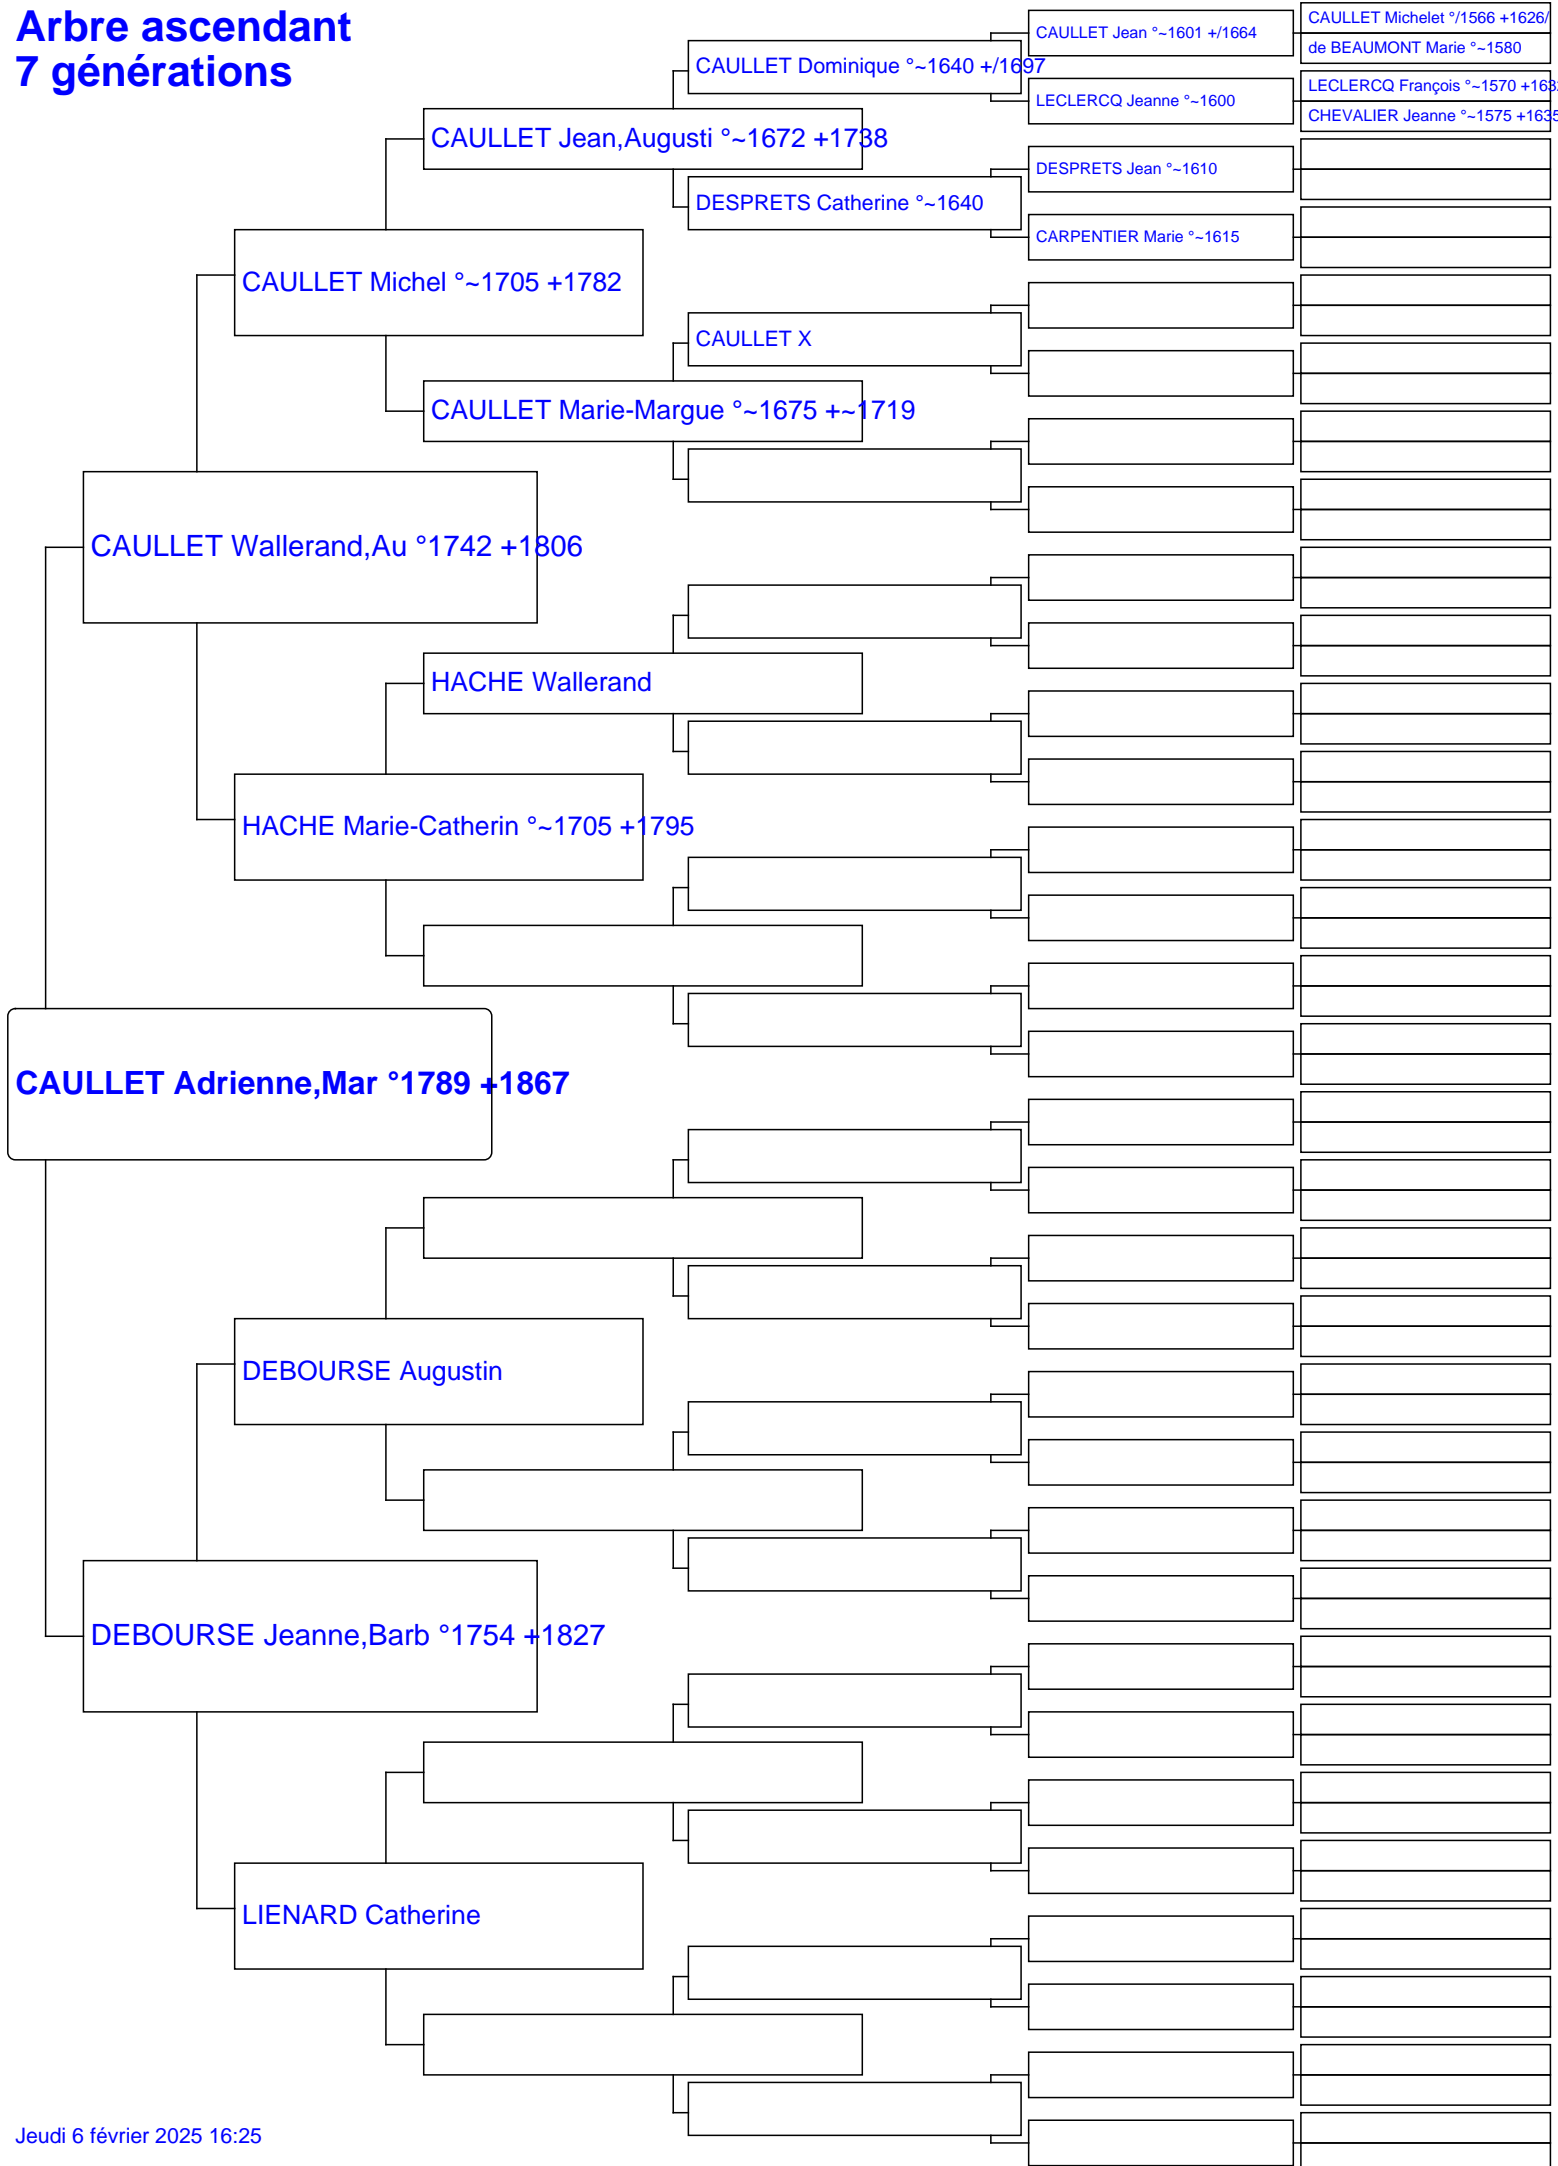 Arbre ascendant
7 générations
CAULLET Jean °~1601 +/1664
CAULLET Michelet °/1566 +1626/
de BEAUMONT Marie °~1580
CAULLET Dominique °~1640 +/1697
LECLERCQ Jeanne °~1600
LECLERCQ François °~1570 +163
CHEVALIER Jeanne °~1575 +1635
CAULLET Jean,Augusti °~1672 +1738
DESPRETS Jean °~1610
DESPRETS Catherine °~1640
CARPENTIER Marie °~1615
CAULLET Michel °~1705 +1782
CAULLET X
CAULLET Marie-Margue °~1675 +~1719
CAULLET Wallerand,Au °1742 +1806
HACHE Wallerand
HACHE Marie-Catherin °~1705 +1795
CAULLET Adrienne,Mar °1789 +1867
DEBOURSE Augustin
DEBOURSE Jeanne,Barb °1754 +1827
LIENARD Catherine
Jeudi 6 février 2025 16:25